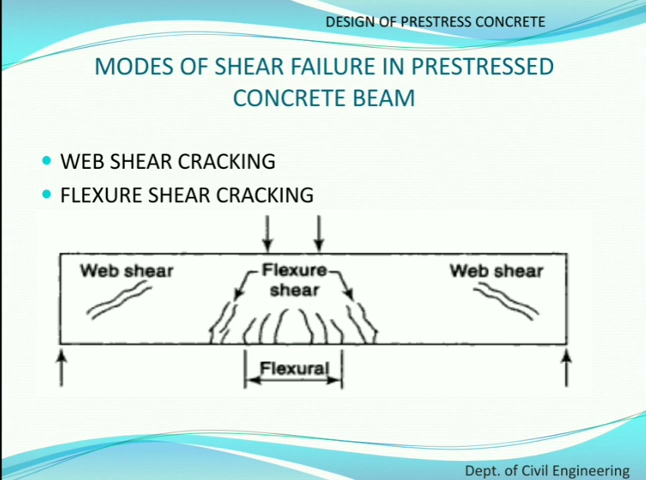 DESIGN OF PRESTRESS CONCRETE
MODES OF SHEAR FAILURE IN PRESTRESSED
CONCRETE BEAM
WEB SHEAR CRACKING
FLEXURE SHEAR CRACKING
Web shear
Flexure
shear
Web shear
Flexural
Dept. of Civil Engineering